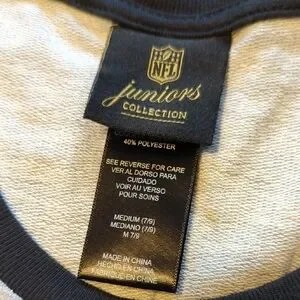 NFL
juniors
COLLECTION
40% POLYESTER
SEE REVERSE FOR CARE
VER AL DORSO PARA
CUIDADO
VOIR AU VERSO
POUR SOINS
MEDIUM (7/9)
MEDIANO (7/9)
M 7/9
MADE IN CHINA
HECHO EN CHINA
FABRIQUÉ EN CHINE